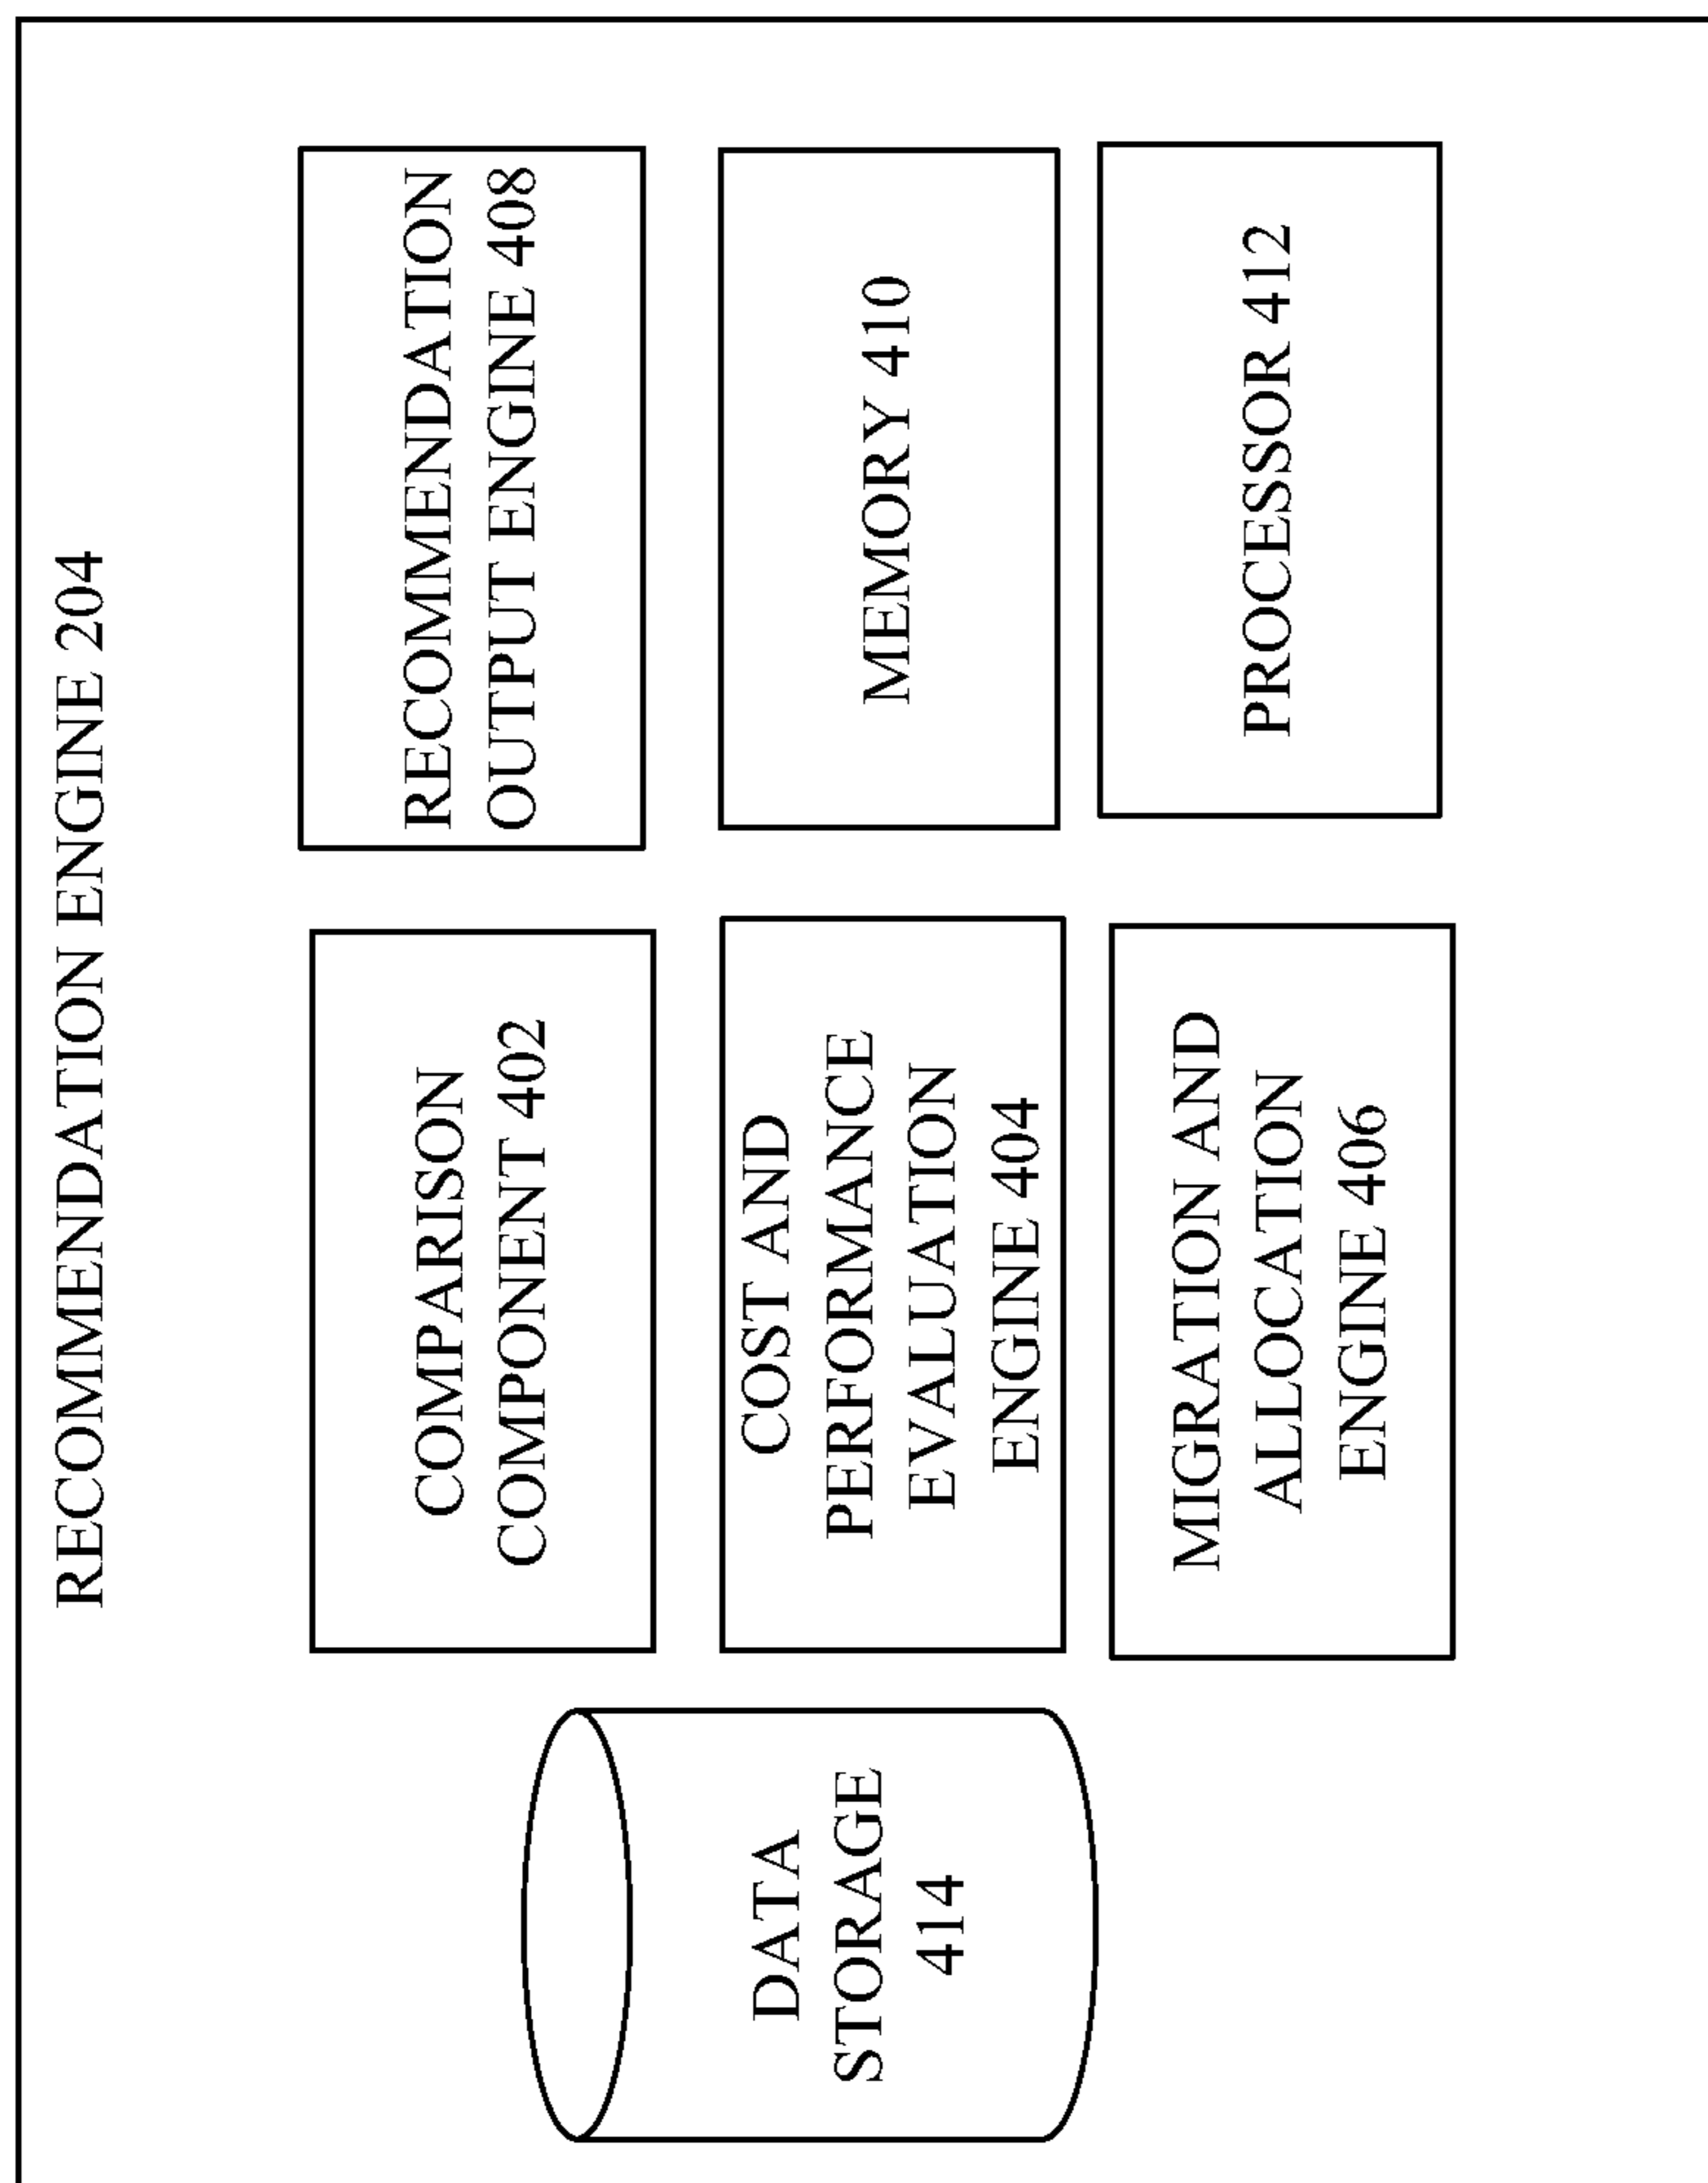 RECOMMENDATION ENGINE 204
DATA
STORAGE
414
COMPARISON
COMPONENT 402
COST AND
PERFORMANCE
EVALUATION
ENGINE 404
MIGRATION AND
ALLOCATION
ENGINE 406
RECOMMENDATION
OUTPUT ENGINE 408
MEMORY 410
PROCESSOR 412